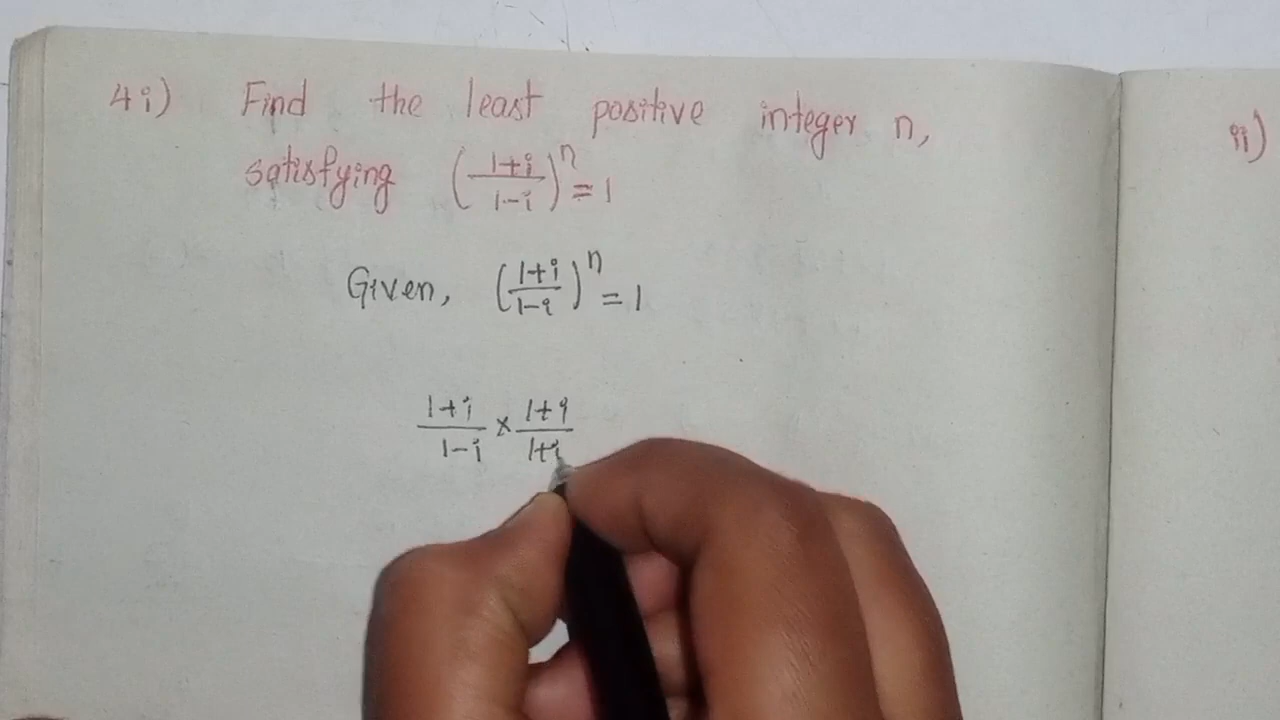 4i) Find the least positive integer n,
satisfying (1+i/1-i)^n = 1
ii)
Given, (1+i/1-i)^n = 1
1+i/1-i × 1+i/1+i